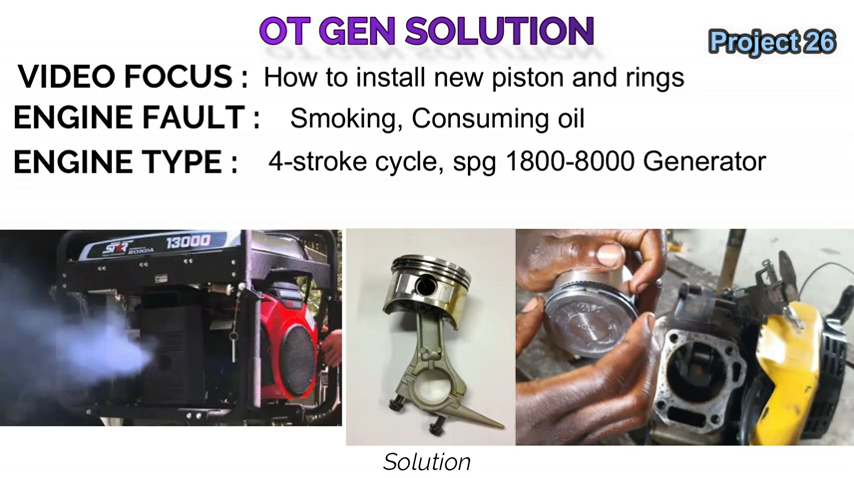 OT GEN SOLUTION
Project 26
VIDEO FOCUS : How to install new piston and rings
ENGINE FAULT : Smoking, Consuming oil
ENGINE TYPE : 4-stroke cycle, spg 1800-8000 Generator
13000
Solution